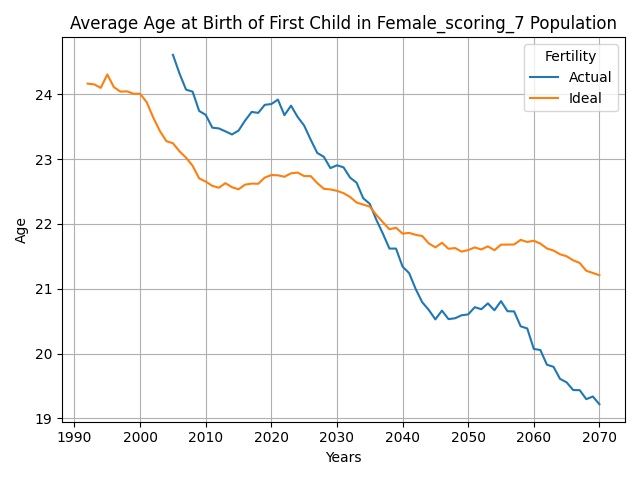 Average Age at Birth of First Child in Female_scoring_7 Population
Fertility
Actual
Ideal
Age
24
23
22
21
20
19
1990 2000 2010 2020 2030 2040 2050 2060 2070
Years